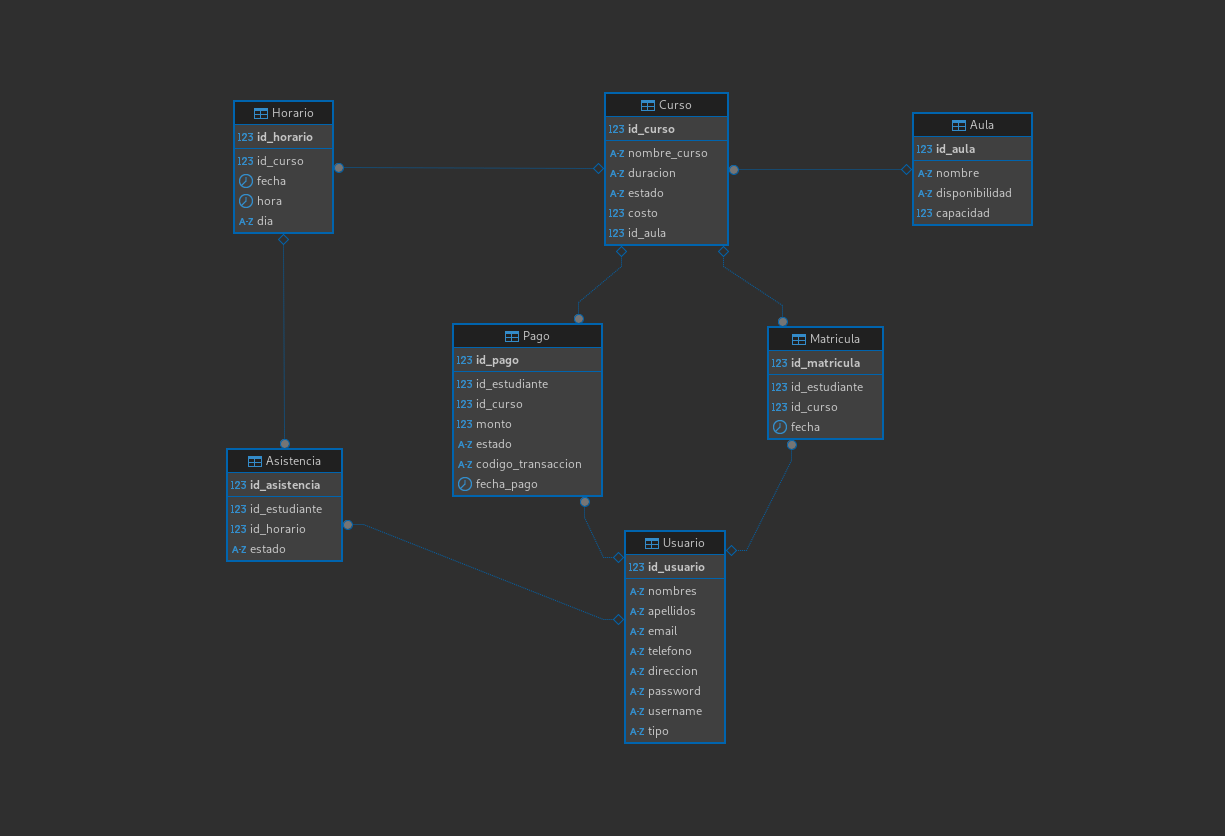 Horario
123 id_horario
123 id_curso
fecha
hora
A-Z dia
Curso
123 id_curso
A-Z nombre_curso
A-Z duracion
A-Z estado
123 costo
123 id_aula
Aula
123 id_aula
A-Z nombre
A-Z disponibilidad
123 capacidad
Pago
123 id_pago
123 id_estudiante
123 id_curso
123 monto
A-Z estado
A-Z codigo_transaccion
fecha_pago
Matricula
123 id_matricula
123 id_estudiante
123 id_curso
fecha
Asistencia
123 id_asistencia
123 id_estudiante
123 id_horario
A-Z estado
Usuario
123 id_usuario
A-Z nombres
A-Z apellidos
A-Z email
A-Z telefono
A-Z direccion
A-Z password
A-Z username
A-Z tipo